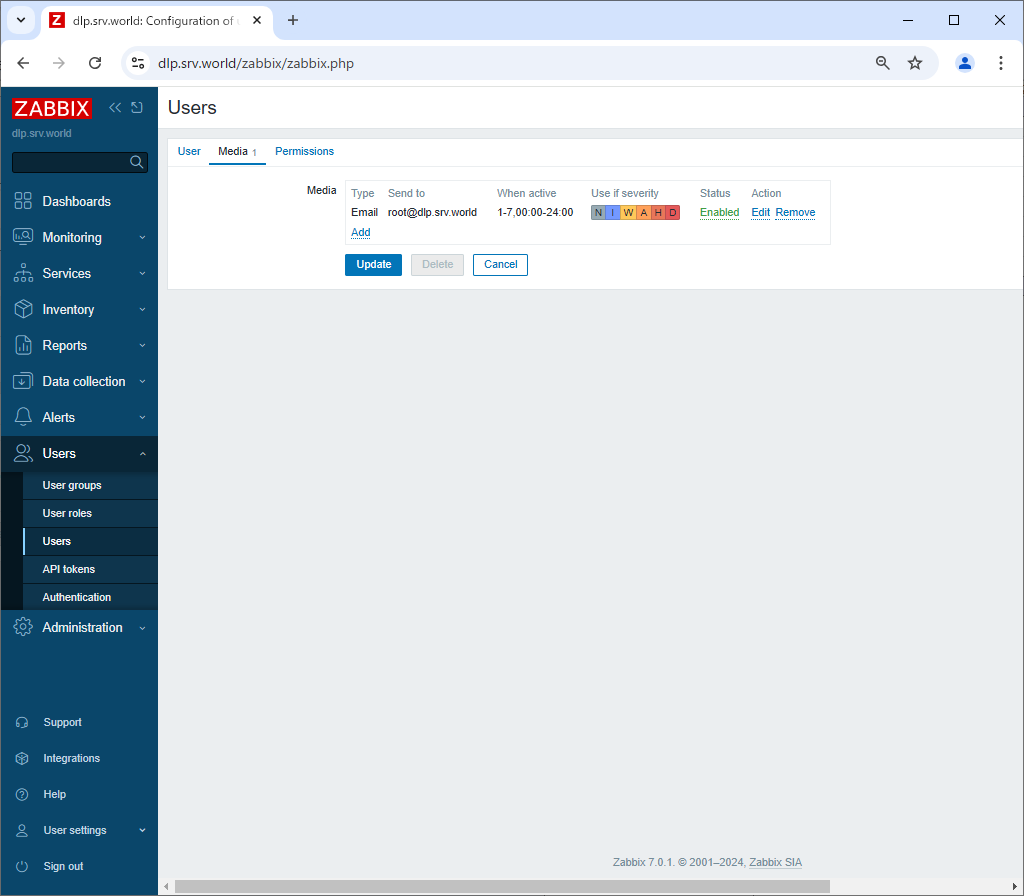 Z dlp.srv.world: Configuration of
dlp.srv.world/zabbix/zabbix.php
ZABBIX
dlp.srv.world
Dashboards
Monitoring
Services
Inventory
Reports
Data collection
Alerts
Users
User groups
User roles
Users
API tokens
Authentication
Administration
Support
Integrations
Help
User settings
Sign out
Users
User Media 1 Permissions
Media
Type Send to When active Use if severity Status Action
Email root@dlp.srv.world 1-7,00:00-24:00 N I W A H D Enabled Edit Remove
Add
Update Delete Cancel
Zabbix 7.0.1. © 2001–2024, Zabbix SIA